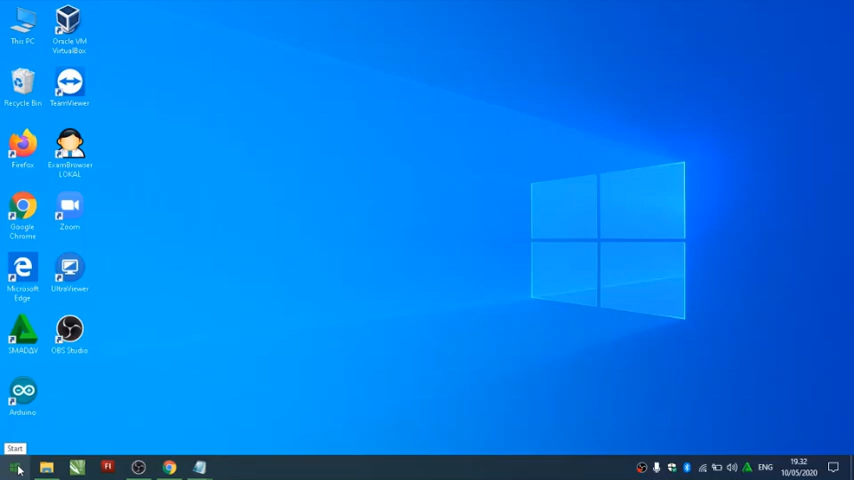 This PC
Oracle VM
VirtualBox
Recycle Bin
TeamViewer
Firefox
ExamBrowser
LOKAL
Google
Chrome
Zoom
Microsoft
Edge
UltraViewer
SMADAV
OBS Studio
Arduino
Start
ENG
19.32
10/05/2020